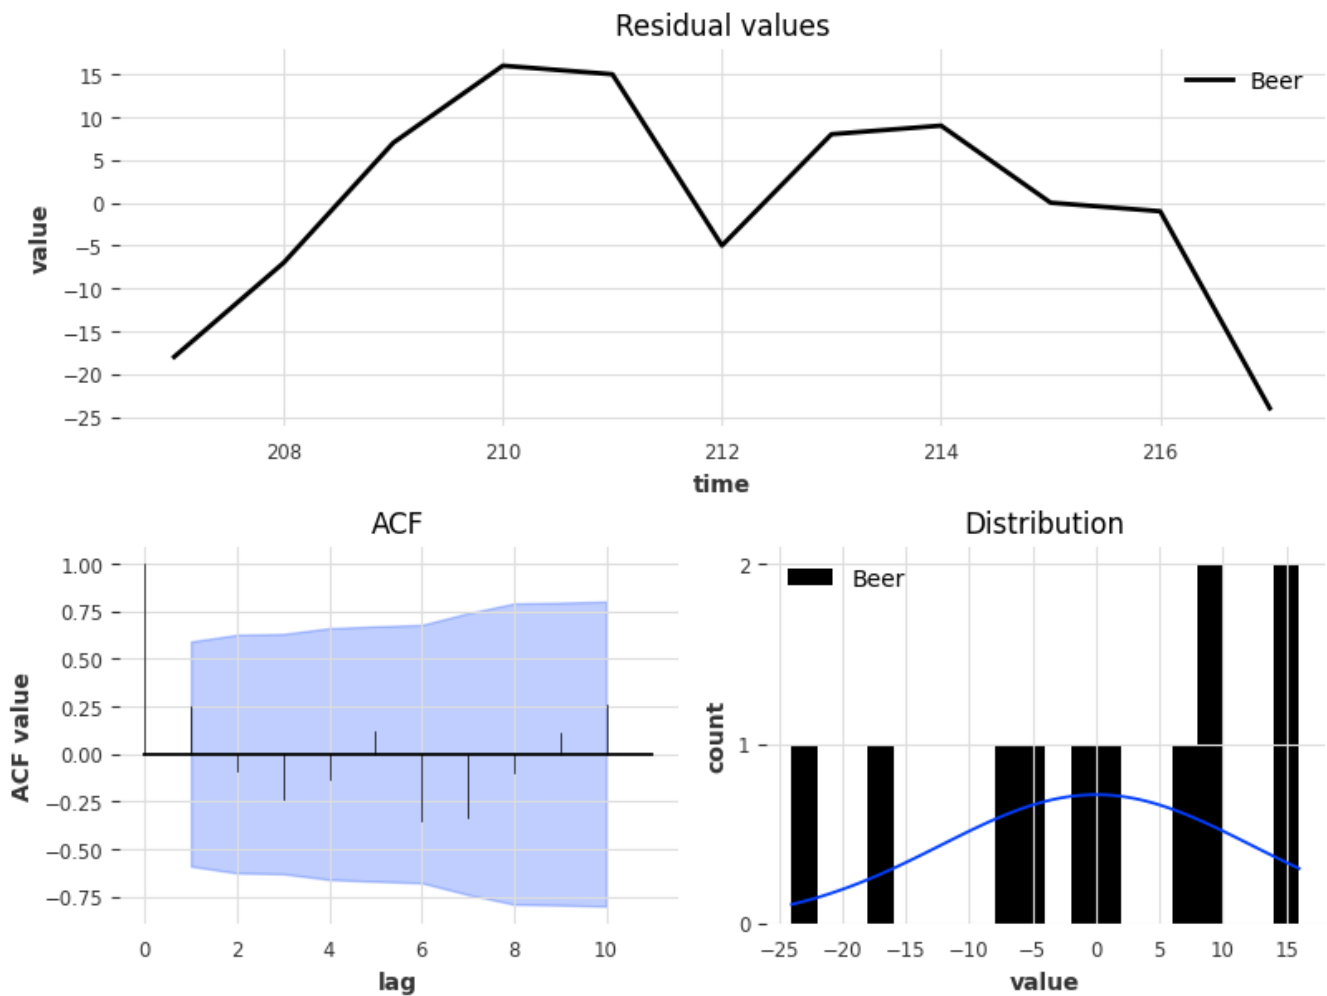 Residual values
Beer
15
10
5
0
−5
−10
−15
−20
−25
value
208 210 212 214 216
time
ACF
1.00
0.75
0.50
0.25
0.00
−0.25
−0.50
−0.75
ACF value
0 2 4 6 8 10
lag
Distribution
Beer
2
1
0
count
−25 −20 −15 −10 −5 0 5 10 15
value